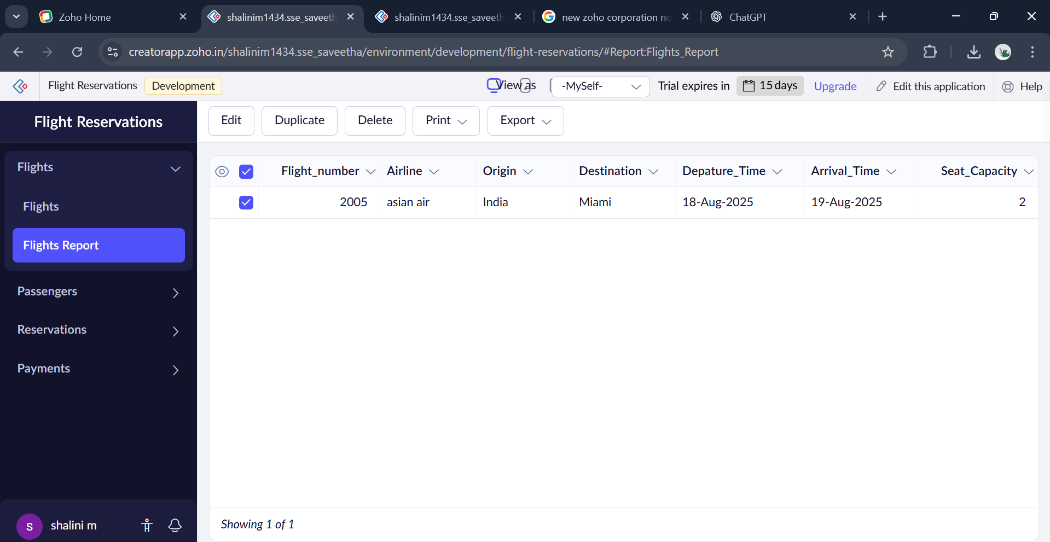 Zoho Home
shalinim1434.sse_saveeth
shalinim1434.sse_saveeth
new zoho corporation
ChatGPT
creatorapp.zoho.in/shalinim1434.sse_saveetha/environment/development/flight-reservations/#Report:Flights_Report
Flight Reservations
Development
View as
-MySelf-
Trial expires in
15 days
Upgrade
Edit this application
Help
Flight Reservations
Edit
Duplicate
Delete
Print
Export
Flights
Flights
Flights Report
Passengers
Reservations
Payments
Flight_number Airline Origin Destination Depature_Time Arrival_Time Seat_Capacity
2005 asian air India Miami 18-Aug-2025 19-Aug-2025 2
S
shalini m
Showing 1 of 1